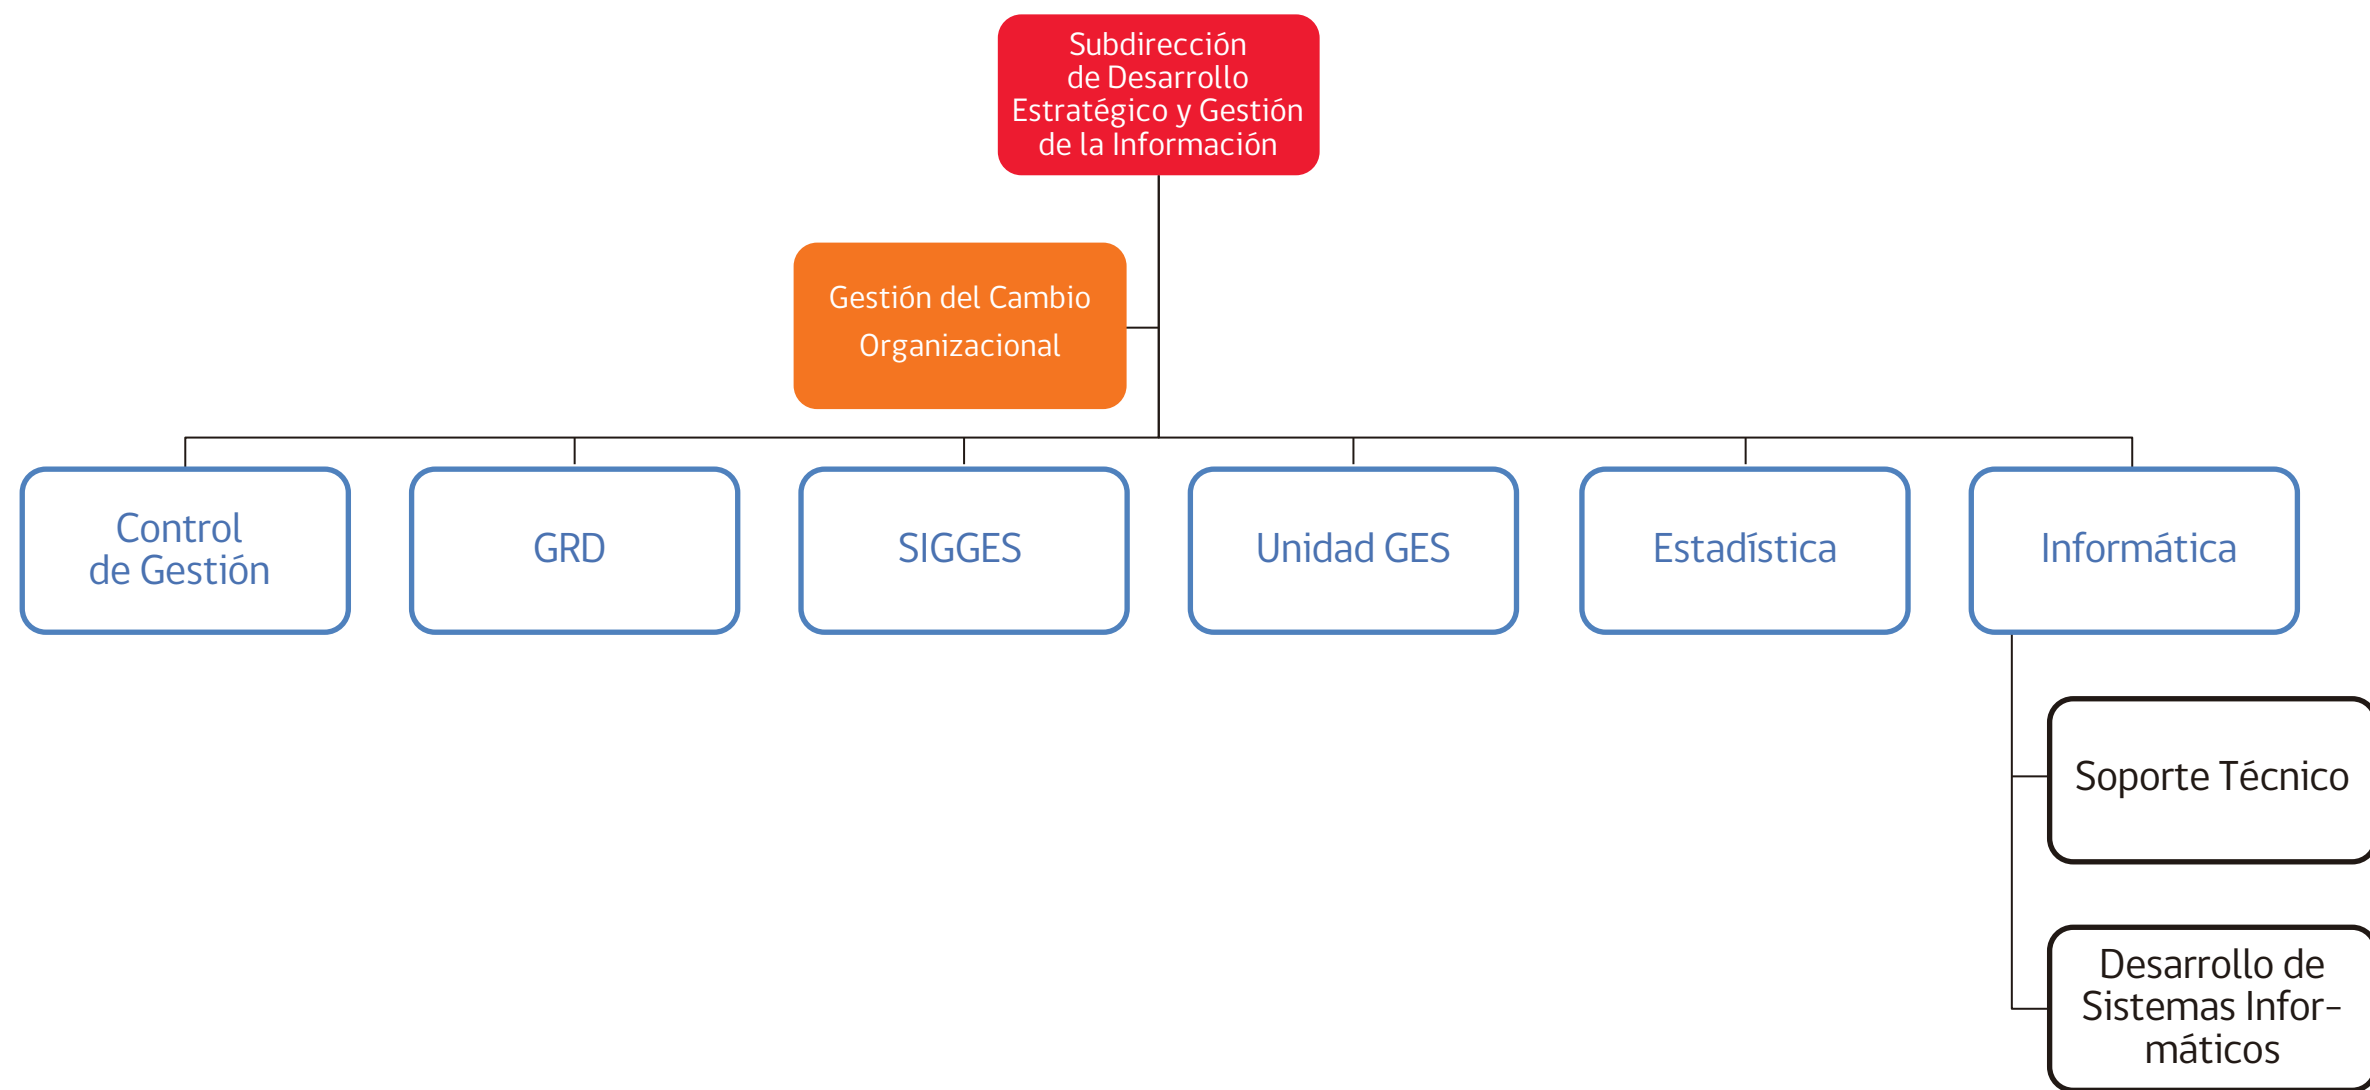 Subdirección
de Desarrollo
Estratégico y Gestión
de la Información
Gestión del Cambio
Organizacional
Control
de Gestión
GRD
SIGGES
Unidad GES
Estadística
Informática
Soporte Técnico
Desarrollo de
Sistemas Infor-
máticos